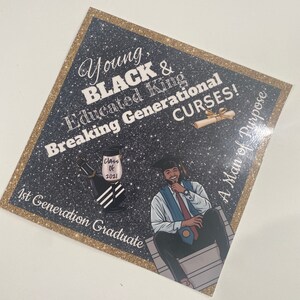 Young,
BLACK &
Educated King
Breaking Generational
CURSES!
A Man of Purpose
CLASS OF
2021
1st Generation Graduate